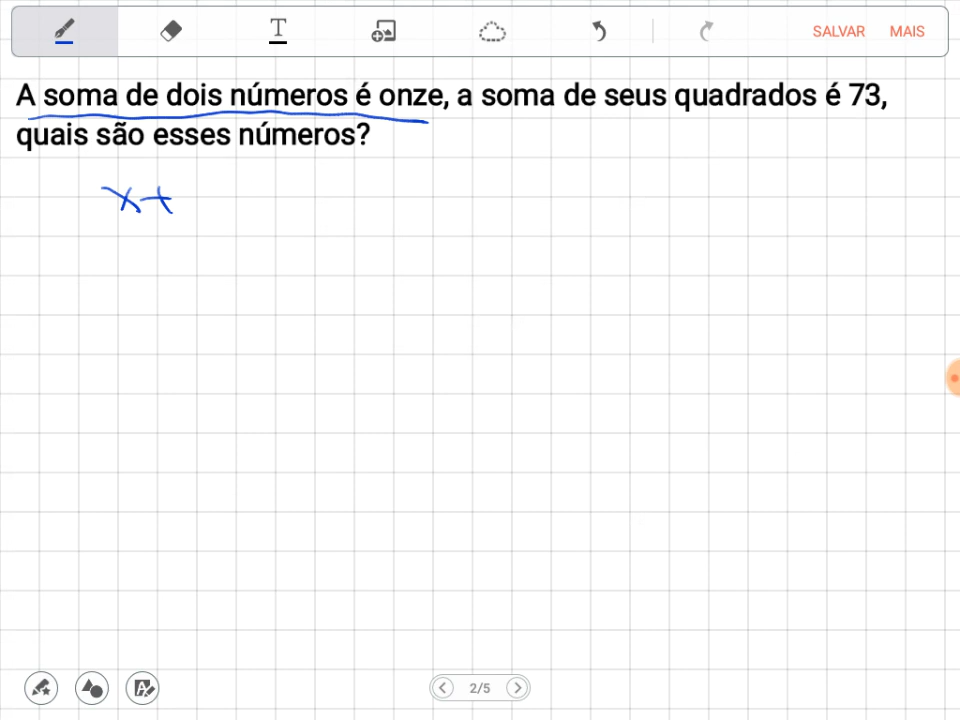 T
SALVAR MAIS
A soma de dois números é onze, a soma de seus quadrados é 73,
quais são esses números?
x+
A
2/5